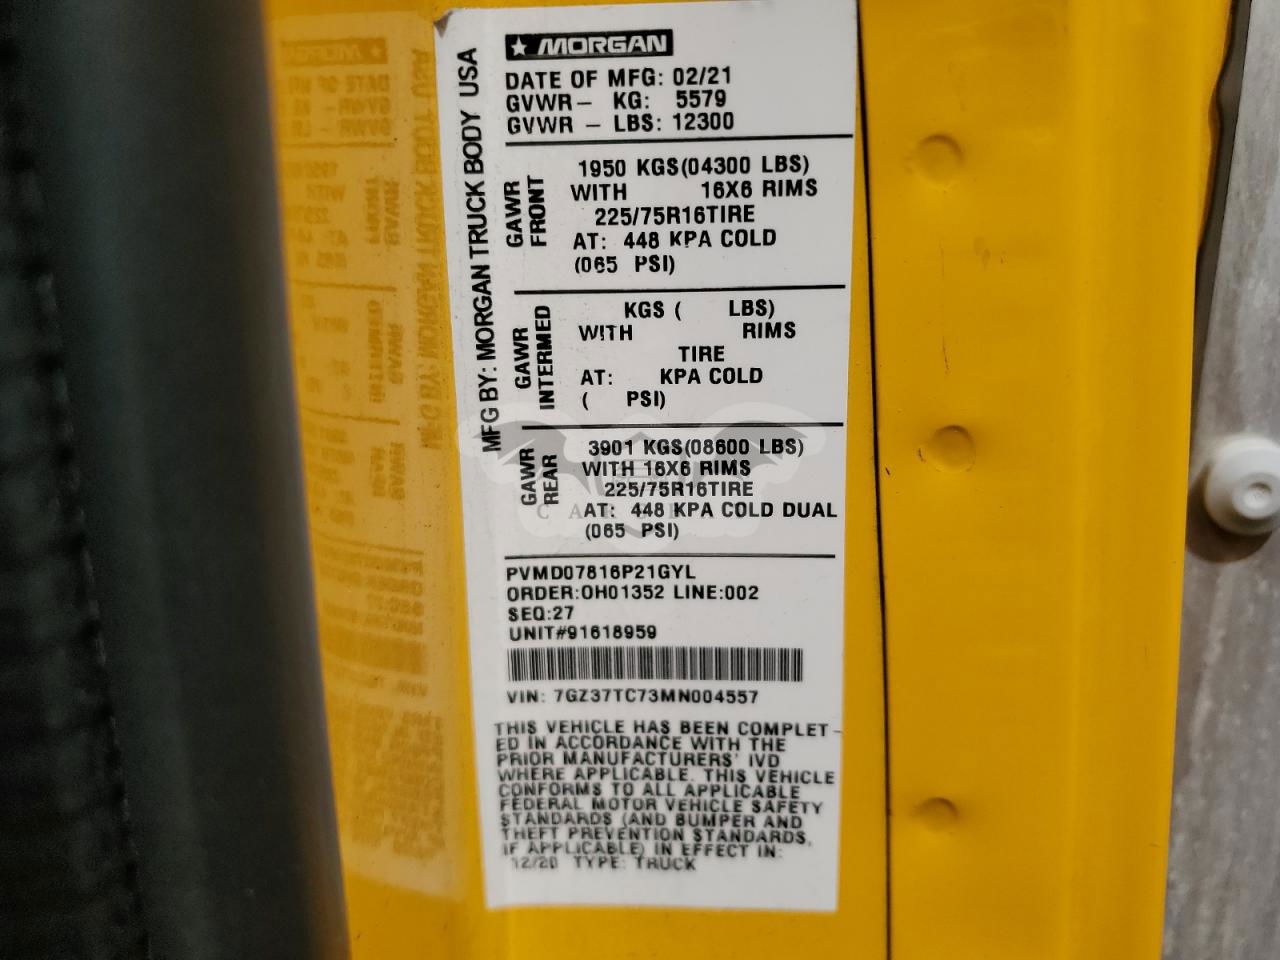 MORGAN
MFG BY: MORGAN TRUCK BODY USA
DATE OF MFG: 02/21
GVWR- KG: 5579
GVWR - LBS: 12300
GAWR
FRONT
1950 KGS(04300 LBS)
WITH 16X6 RIMS
225/75R16TIRE
AT: 448 KPA COLD
(065 PSI)
GAWR
INTERMED
KGS ( LBS)
WITH RIMS
TIRE
AT: KPA COLD
( PSI)
GAWR
REAR
3901 KGS(08600 LBS)
WITH 16X6 RIMS
225/75R16TIRE
AT: 448 KPA COLD DUAL
(065 PSI)
PVMD07816P21GYL
ORDER:OH01352 LINE:002
SEQ:27
UNIT#91618959
VIN: 7GZ37TC73MN004557
THIS VEHICLE HAS BEEN COMPLET-
ED IN ACCORDANCE WITH THE
PRIOR MANUFACTURERS' IVD
WHERE APPLICABLE. THIS VEHICLE
CONFORMS TO ALL APPLICABLE
FEDERAL MOTOR VEHICLE SAFETY
STANDARDS (AND BUMPER AND
THEFT PREVENTION STANDARDS,
IF APPLICABLE) IN EFFECT IN:
12/20 TYPE: TRUCK